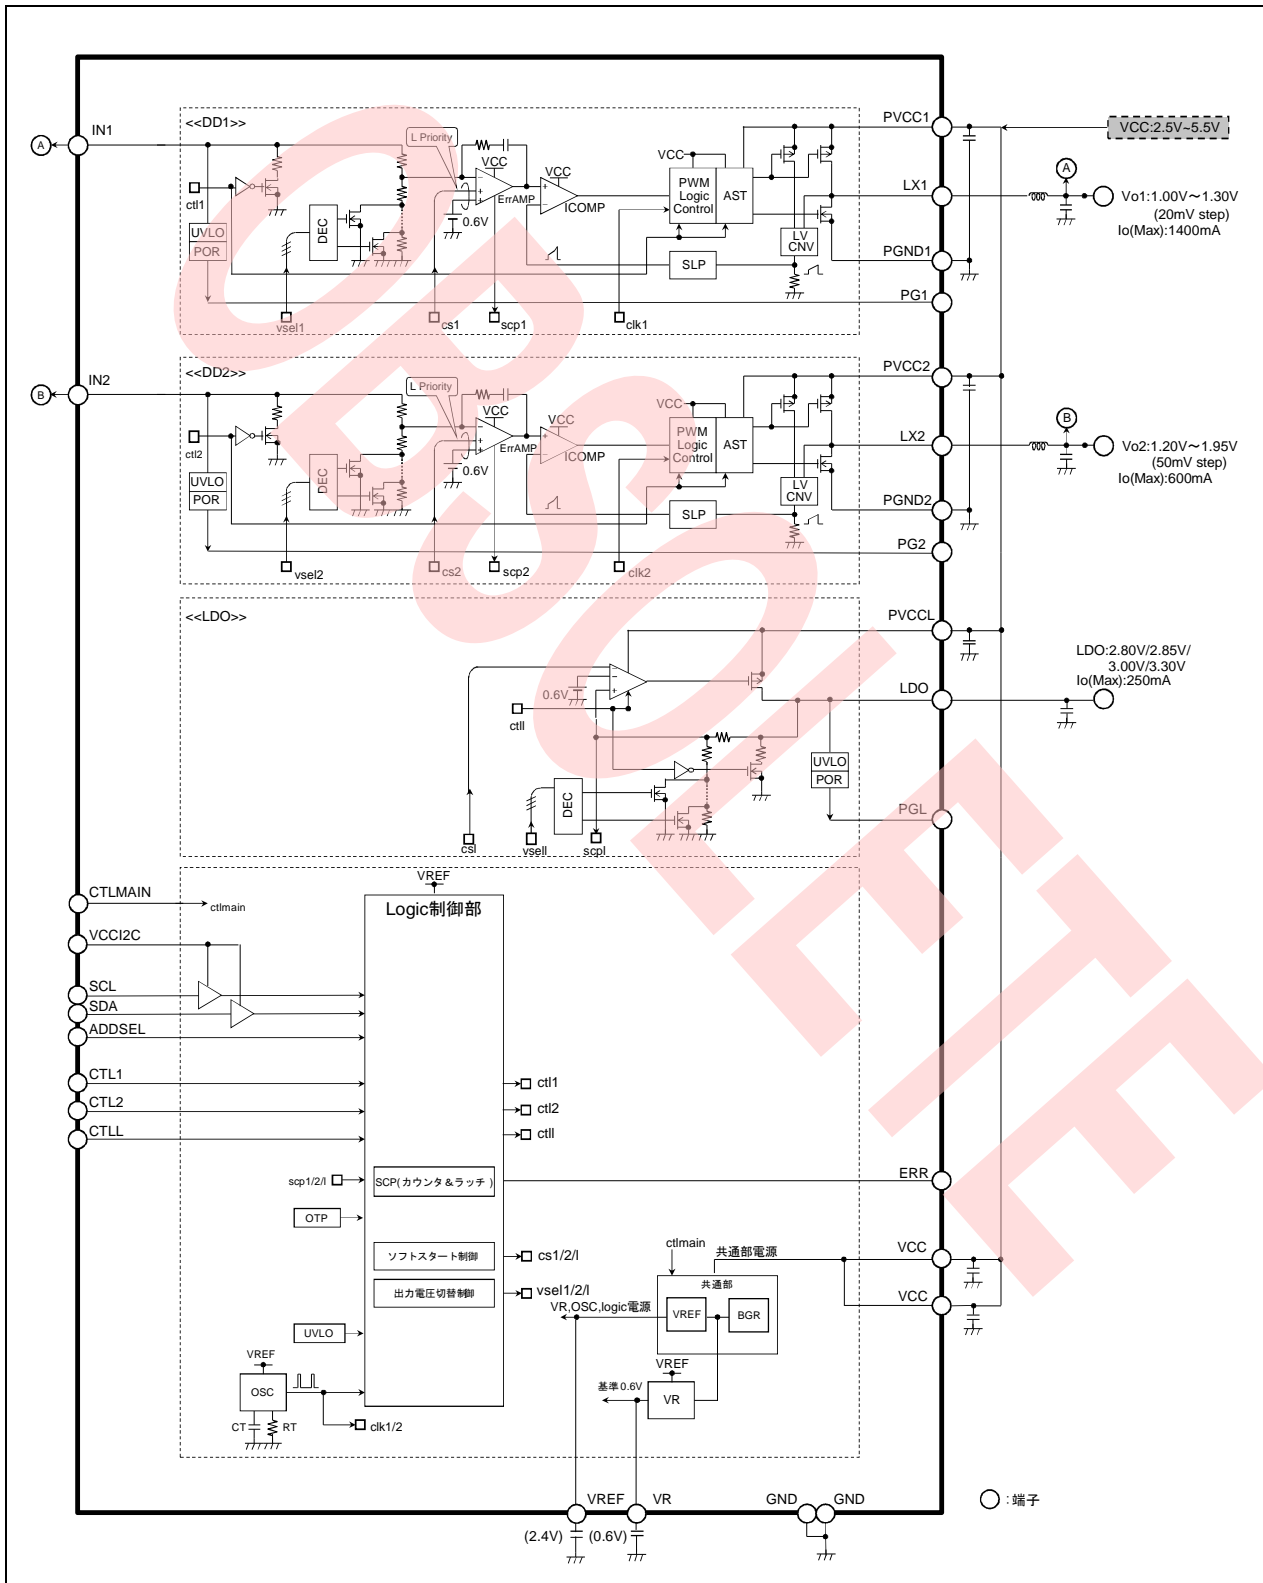 <<DD1>>
IN1
A
ctl1
UVLO
POR
DEC
vsel1
L Priority
VCC
ErrAMP
0.6V
cs1
scp1
VCC
ICOMP
VCC
PWM
Logic
Control
AST
SLP
LV
CNV
clk1
PVCC1
LX1
PGND1
PG1
VCC:2.5V~5.5V
A
Vo1:1.00V～1.30V
(20mV step)
Io(Max):1400mA
<<DD2>>
IN2
B
ctl2
UVLO
POR
DEC
vsel2
L Priority
VCC
ErrAMP
0.6V
cs2
scp2
VCC
ICOMP
VCC
PWM
Logic
Control
AST
SLP
LV
CNV
clk2
PVCC2
LX2
PGND2
PG2
B
Vo2:1.20V～1.95V
(50mV step)
Io(Max):600mA
<<LDO>>
0.6V
ctll
DEC
csl
vsell
scpl
UVLO
POR
PVCCL
LDO
PGL
LDO:2.80V/2.85V/
3.00V/3.30V
Io(Max):250mA
CTLMAIN
ctlmain
VCCI2C
SCL
SDA
ADDSEL
CTL1
CTL2
CTLL
VREF
Logic制御部
ctl1
ctl2
ctll
scp1/2/l
SCP(カウンタ&ラッチ)
ERR
OTP
ソフトスタート制御
cs1/2/l
出力電圧切替制御
vsel1/2/l
UVLO
VREF
OSC
CT
RT
clk1/2
ctlmain
共通部電源
共通部
VREF
BGR
VR,OSC,logic電源
VREF
VR
基準0.6V
VCC
VCC
VREF
VR
GND
GND
(2.4V)
(0.6V)
：端子
OBSOLETE